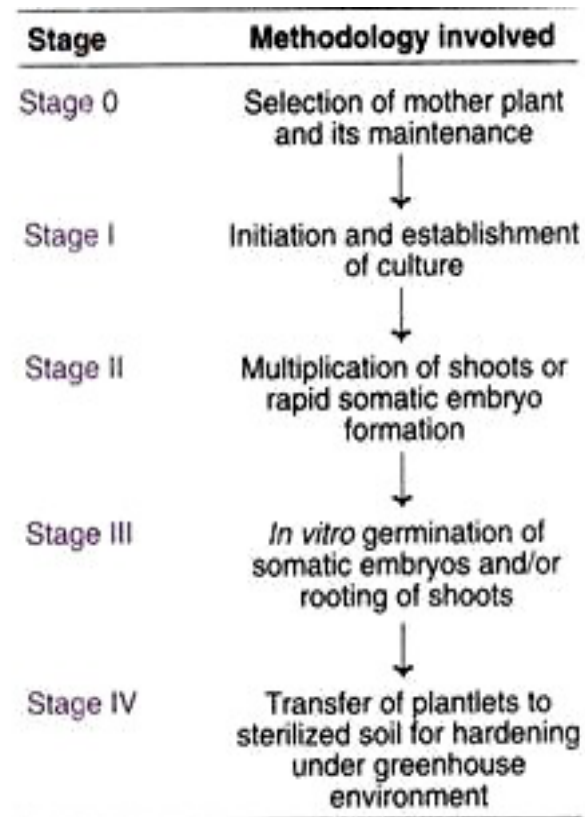 Stage Methodology involved
Stage 0 Selection of mother plant
and its maintenance
Stage I Initiation and establishment
of culture
Stage II Multiplication of shoots or
rapid somatic embryo
formation
Stage III In vitro germination of
somatic embryos and/or
rooting of shoots
Stage IV Transfer of plantlets to
sterilized soil for hardening
under greenhouse
environment